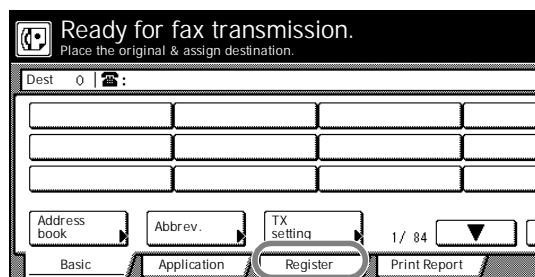 Ready for fax transmission.
Place the original & assign destination.
Dest 0 ☎:
Address book
Abbrev.
TX setting
1/ 84
Basic
Application
Register
Print Report